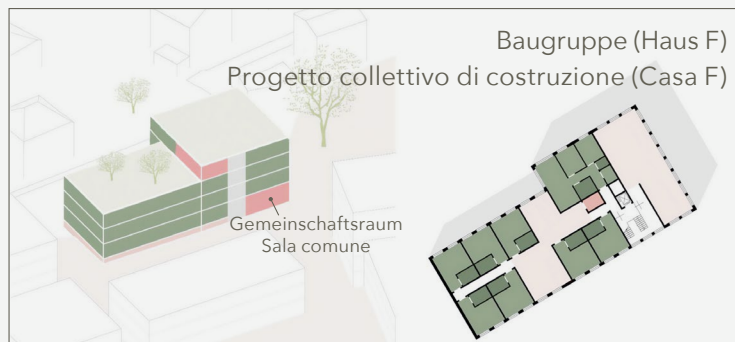 Baugruppe (Haus F)
Progetto collettivo di costruzione (Casa F)
Gemeinschaftsraum
Sala comune